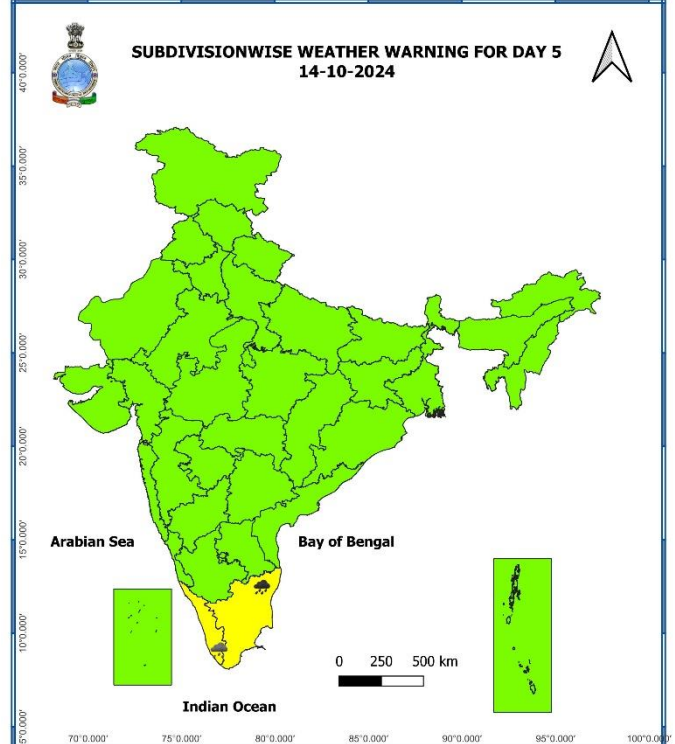 SUBDIVISIONWISE WEATHER WARNING FOR DAY 5
14-10-2024
40°0.000'
35°0.000'
30°0.000'
25°0.000'
20°0.000'
15°0.000'
10°0.000'
5°0.000'
Arabian Sea
Bay of Bengal
0 250 500 km
Indian Ocean
70°0.000' 75°0.000' 80°0.000' 85°0.000' 90°0.000' 95°0.000' 100°0.000'